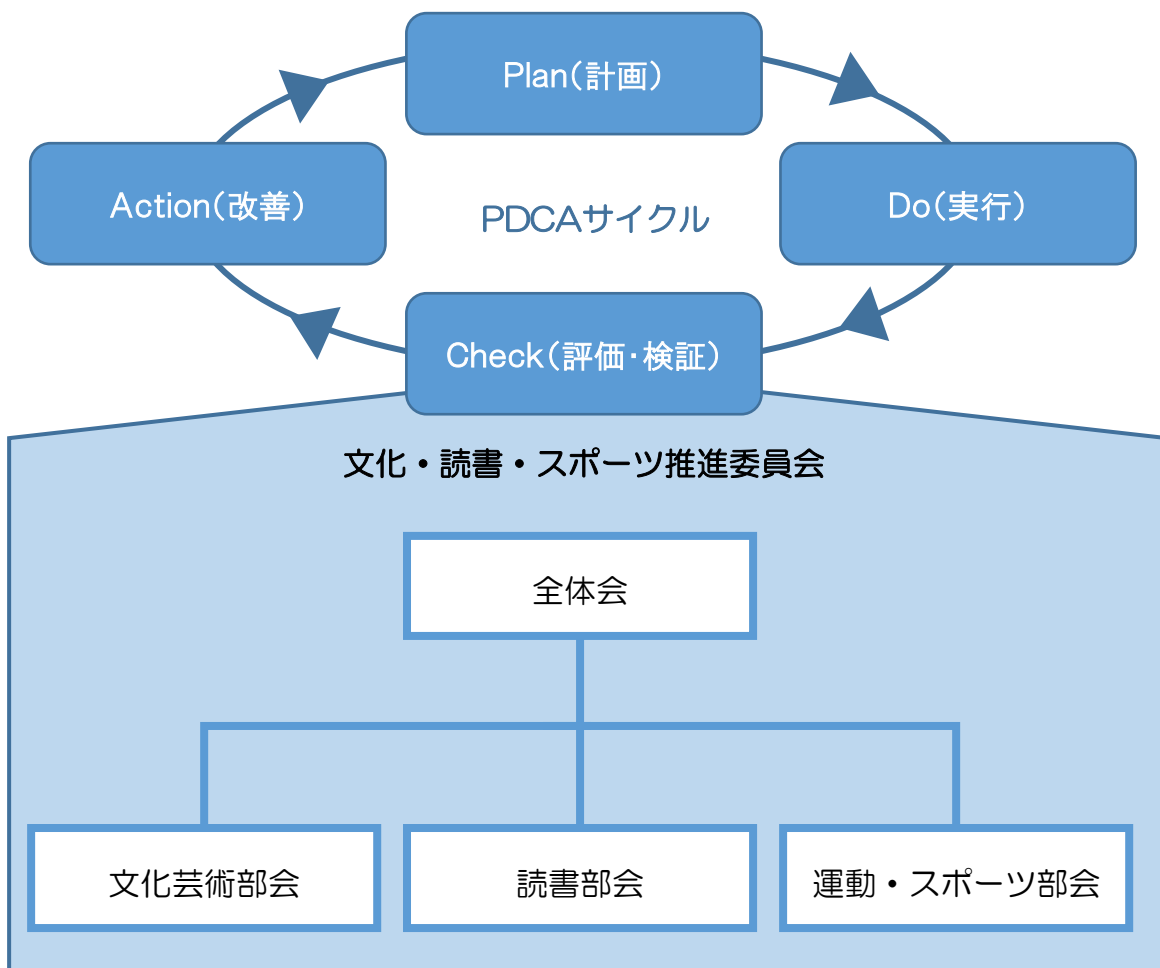 Plan(計画)
Action(改善)
PDCAサイクル
Do(実行)
Check(評価・検証)
文化・読書・スポーツ推進委員会
全体会
文化芸術部会
読書部会
運動・スポーツ部会